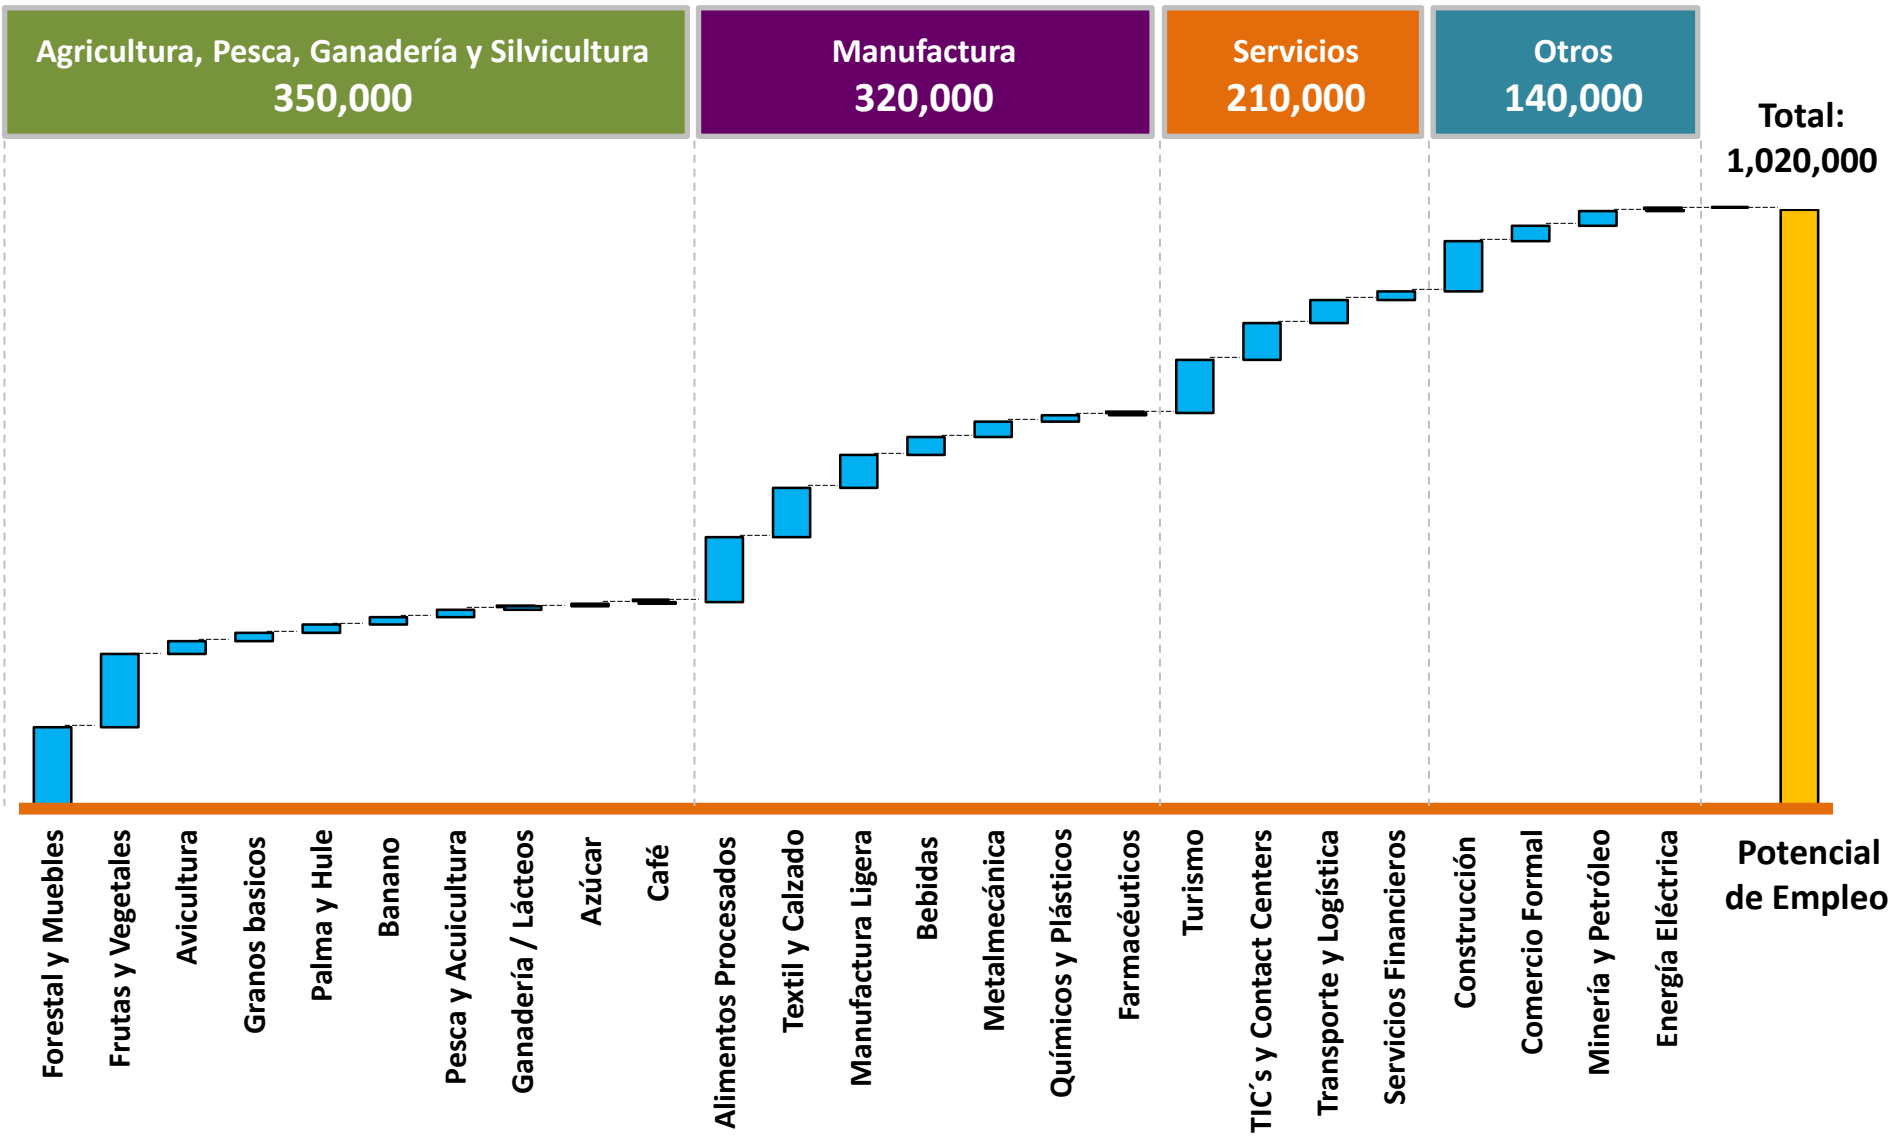 Agricultura, Pesca, Ganadería y Silvicultura
350,000
Manufactura
320,000
Servicios
210,000
Otros
140,000
Total:
1,020,000
Forestal y Muebles
Frutas y Vegetales
Avicultura
Granos basicos
Palma y Hule
Banano
Pesca y Acuicultura
Ganadería / Lácteos
Azúcar
Café
Alimentos Procesados
Textil y Calzado
Manufactura Ligera
Bebidas
Metalmecánica
Químicos y Plásticos
Farmacéuticos
Turismo
TIC´s y Contact Centers
Transporte y Logística
Servicios Financieros
Construcción
Comercio Formal
Minería y Petróleo
Energía Eléctrica
Potencial
de Empleo